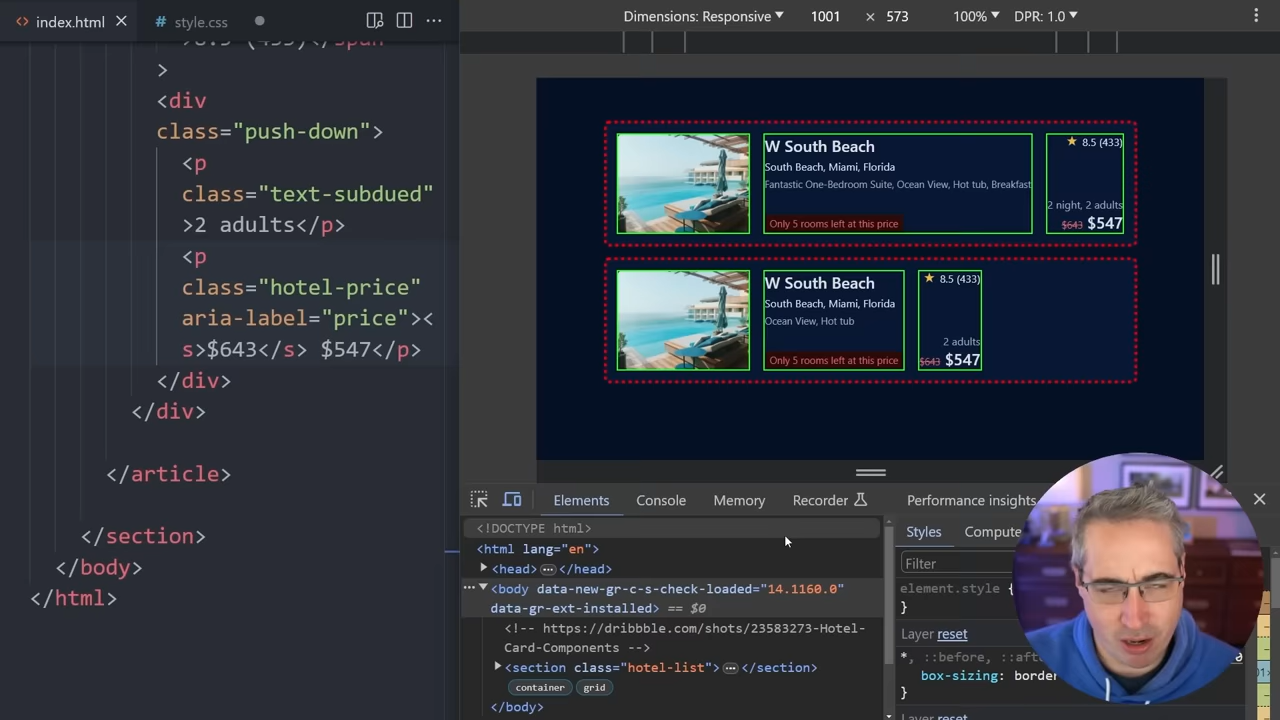 index.html
style.css
Dimensions: Responsive
1001
×
573
100%
DPR: 1.0
>8.5 (433)</span
>
<div
class="push-down">
<p
class="text-subdued"
>2 adults</p>
<p
class="hotel-price"
aria-label="price"><
s>$643</s> $547</p>
</div>
</div>
</article>
</section>
</body>
</html>
W South Beach
South Beach, Miami, Florida
Fantastic One-Bedroom Suite, Ocean View, Hot tub, Breakfast
Only 5 rooms left at this price
8.5 (433)
2 night, 2 adults
$643 $547
W South Beach
South Beach, Miami, Florida
Ocean View, Hot tub
Only 5 rooms left at this price
8.5 (433)
2 adults
$643 $547
Elements
Console
Memory
Recorder
Performance insights
<!DOCTYPE html>
<html lang="en">
<head> </head>
<body data-new-gr-c-s-check-loaded="14.1160.0"
data-gr-ext-installed> == $0
<!-- https://dribbble.com/shots/23583273-Hotel-
Card-Components -->
<section class="hotel-list"> </section>
container
grid
</body>
Styles
Filter
element.style {
}
Layer reset
*, ::before,
box-sizing:
}
Layer reset